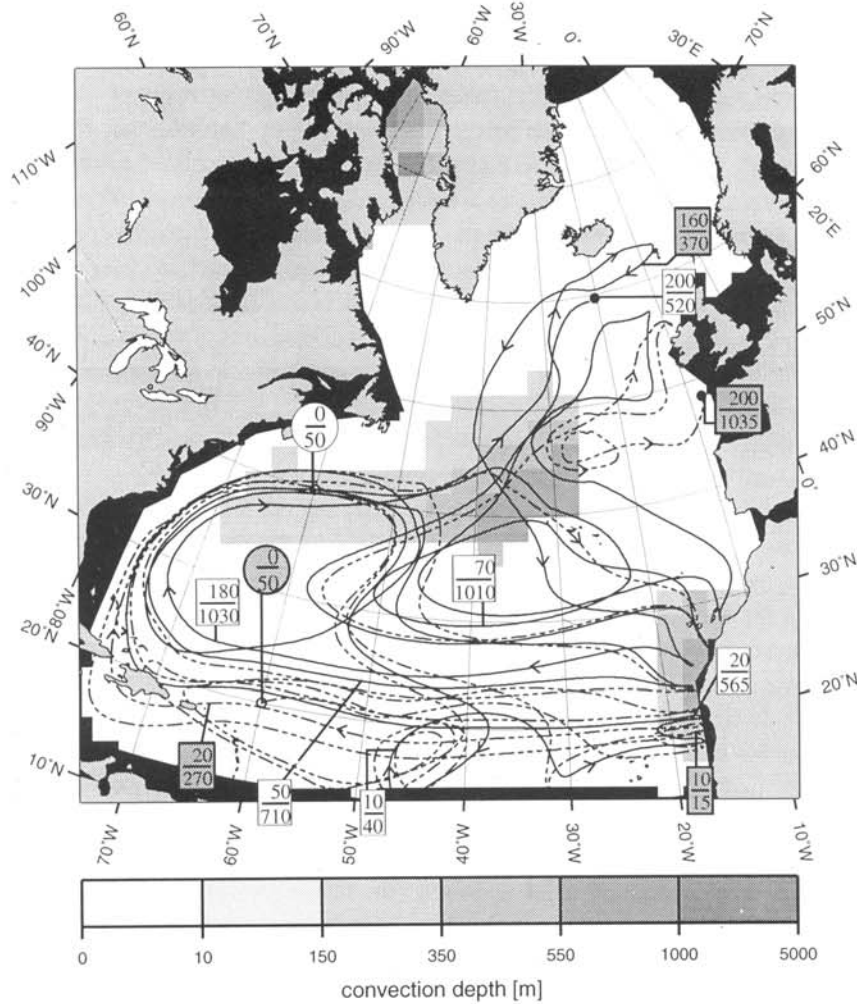 60°N
70°N
90°W
60°W
30°W
0°
30°E
70°N
110°W
60°N
20°E
160
370
100°W
200
520
50°N
40°N
200
1035
90°W
0
50
40°N
0°
30°N
0
50
70
1010
30°N
180
1030
80°W
20°N
20
565
20°N
20
270
50
710
10
40
10
15
10°N
70°W
60°W
50°W
40°W
30°W
20°W
10°W
0
10
150
350
550
1000
5000
convection depth [m]